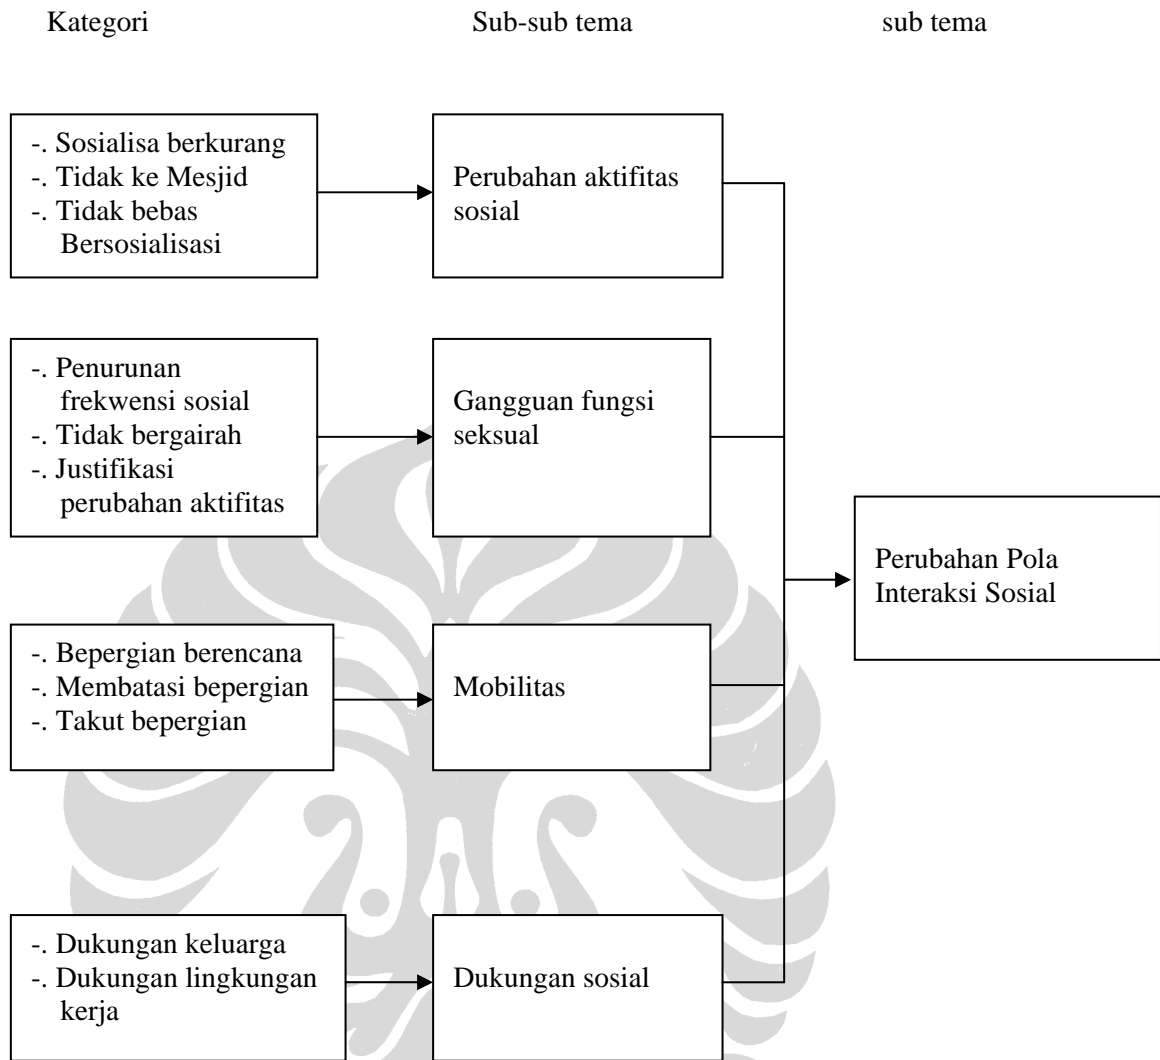 Kategori
Sub-sub tema
sub tema
-. Sosialisa berkurang
-. Tidak ke Mesjid
-. Tidak bebas
Bersosialisasi
Perubahan aktifitas
sosial
-. Penurunan
frekwensi sosial
-. Tidak bergairah
-. Justifikasi
perubahan aktifitas
Gangguan fungsi
seksual
Perubahan Pola
Interaksi Sosial
-. Bepergian berencana
-. Membatasi bepergian
-. Takut bepergian
Mobilitas
-. Dukungan keluarga
-. Dukungan lingkungan
kerja
Dukungan sosial